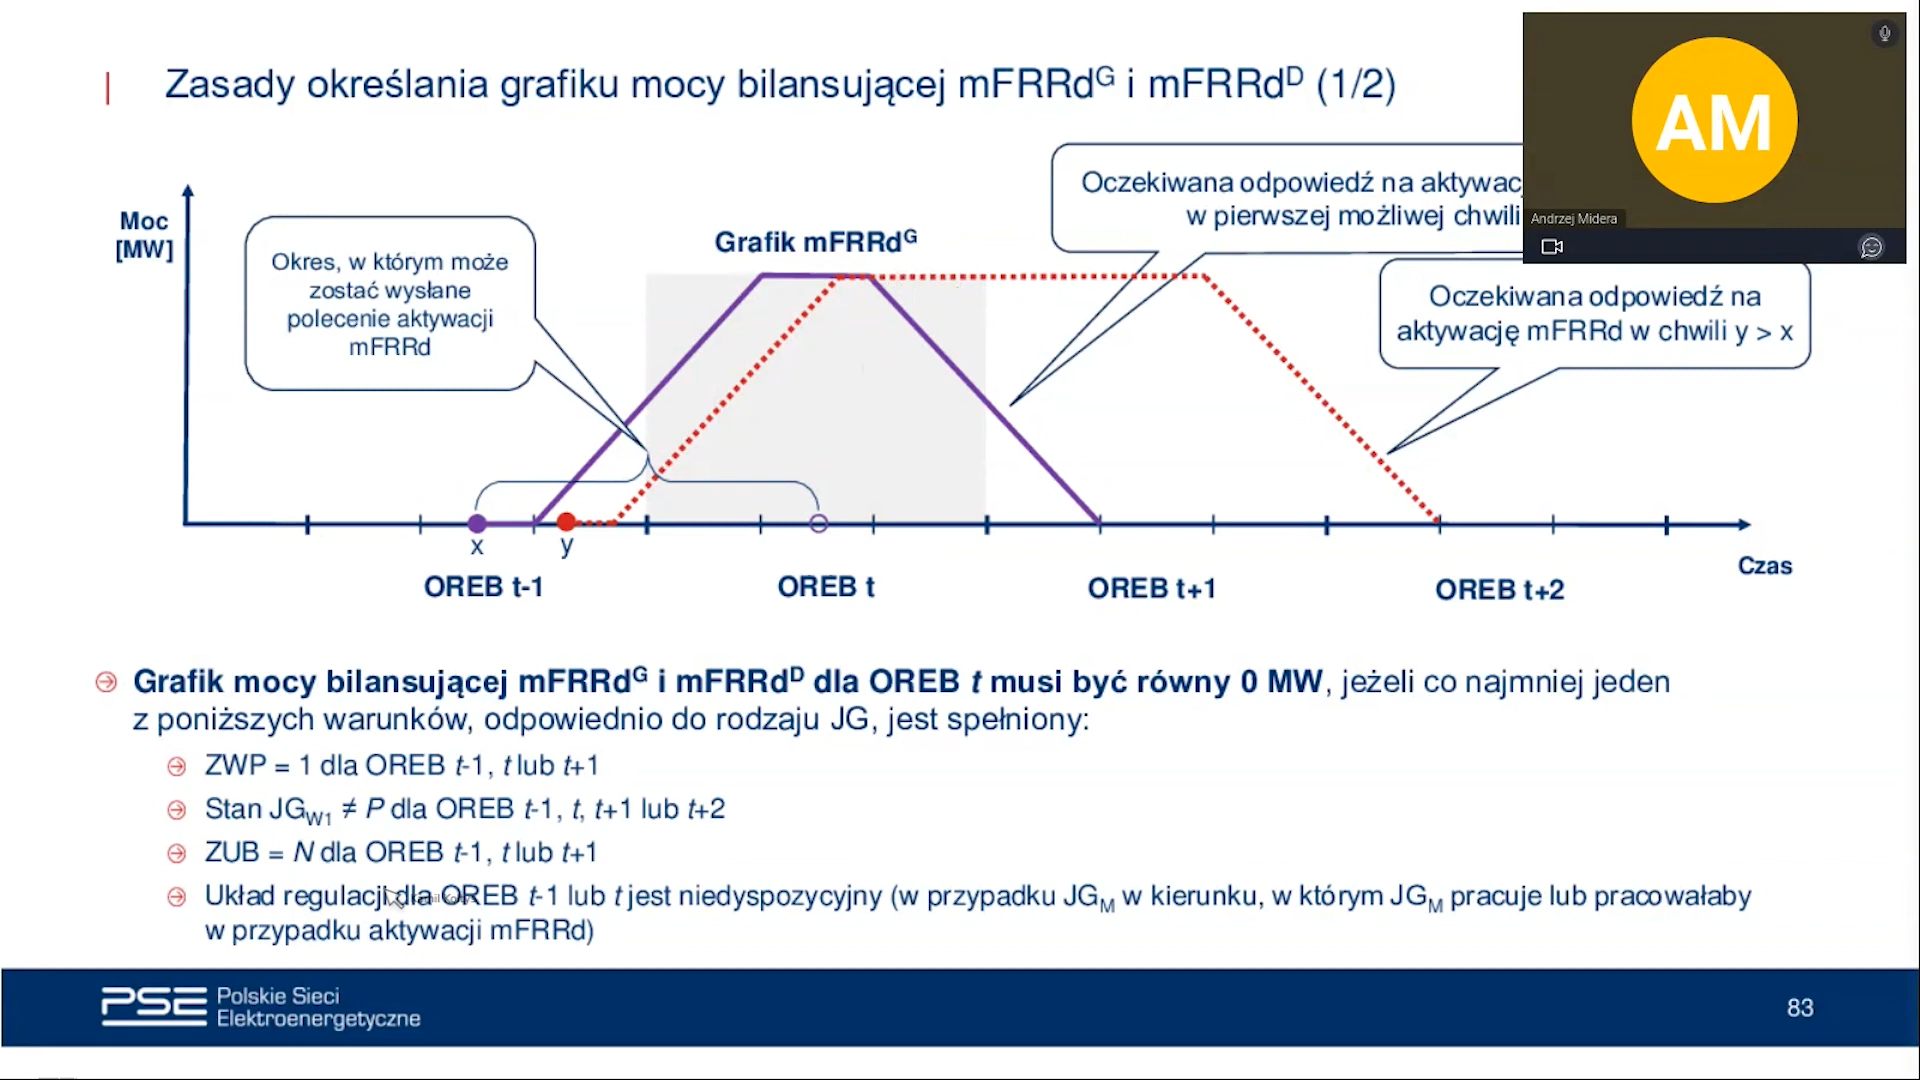 Zasady określania grafiku mocy bilansującej mFRRdG i mFRRdD (1/2)
AM
Andrzej Midera
Moc
[MW]
Okres, w którym może
zostać wysłane
polecenie aktywacji
mFRRd
Grafik mFRRdG
Oczekiwana odpowiedź na
w pierwszej możliwej chwili
Oczekiwana odpowiedź na
aktywację mFRRd w chwili y > x
x
y
Czas
OREB t-1
OREB t
OREB t+1
OREB t+2
Grafik mocy bilansującej mFRRdG i mFRRdD dla OREB t musi być równy 0 MW, jeżeli co najmniej jeden
z poniższych warunków, odpowiednio do rodzaju JG, jest spełniony:
ZWP = 1 dla OREB t-1, t lub t+1
Stan JGW1 ≠ P dla OREB t-1, t, t+1 lub t+2
ZUB = N dla OREB t-1, t lub t+1
Układ regulacji dla OREB t-1 lub t jest niedyspozycyjny (w przypadku JGM w kierunku, w którym JGM pracuje lub pracowałaby
w przypadku aktywacji mFRRd)
PSE Polskie Sieci
Elektroenergetyczne
83